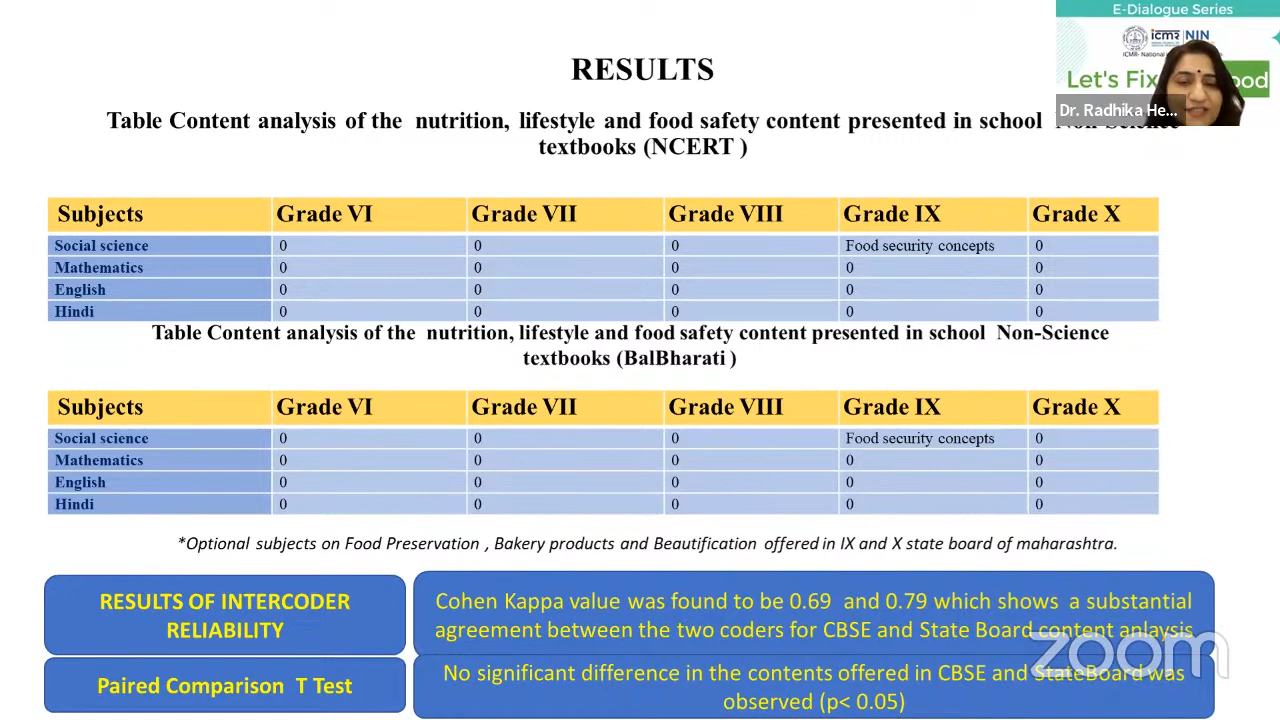 E-Dialogue Series
icmr NIN
ICMR- National
Let's Fix
ood
Dr. Radhika He...
RESULTS
Table Content analysis of the nutrition, lifestyle and food safety content presented in school Non-Science
textbooks (NCERT )
Subjects Grade VI Grade VII Grade VIII Grade IX Grade X
Social science 0 0 0 Food security concepts 0
Mathematics 0 0 0 0 0
English 0 0 0 0 0
Hindi 0 0 0 0 0
Table Content analysis of the nutrition, lifestyle and food safety content presented in school Non-Science
textbooks (BalBharati )
Subjects Grade VI Grade VII Grade VIII Grade IX Grade X
Social science 0 0 0 Food security concepts 0
Mathematics 0 0 0 0 0
English 0 0 0 0 0
Hindi 0 0 0 0 0
*Optional subjects on Food Preservation , Bakery products and Beautification offered in IX and X state board of maharashtra.
RESULTS OF INTERCODER
RELIABILITY
Cohen Kappa value was found to be 0.69 and 0.79 which shows a substantial
agreement between the two coders for CBSE and State Board content anlaysis
Paired Comparison T Test
No significant difference in the contents offered in CBSE and StateBoard was
observed (p< 0.05)
zoom